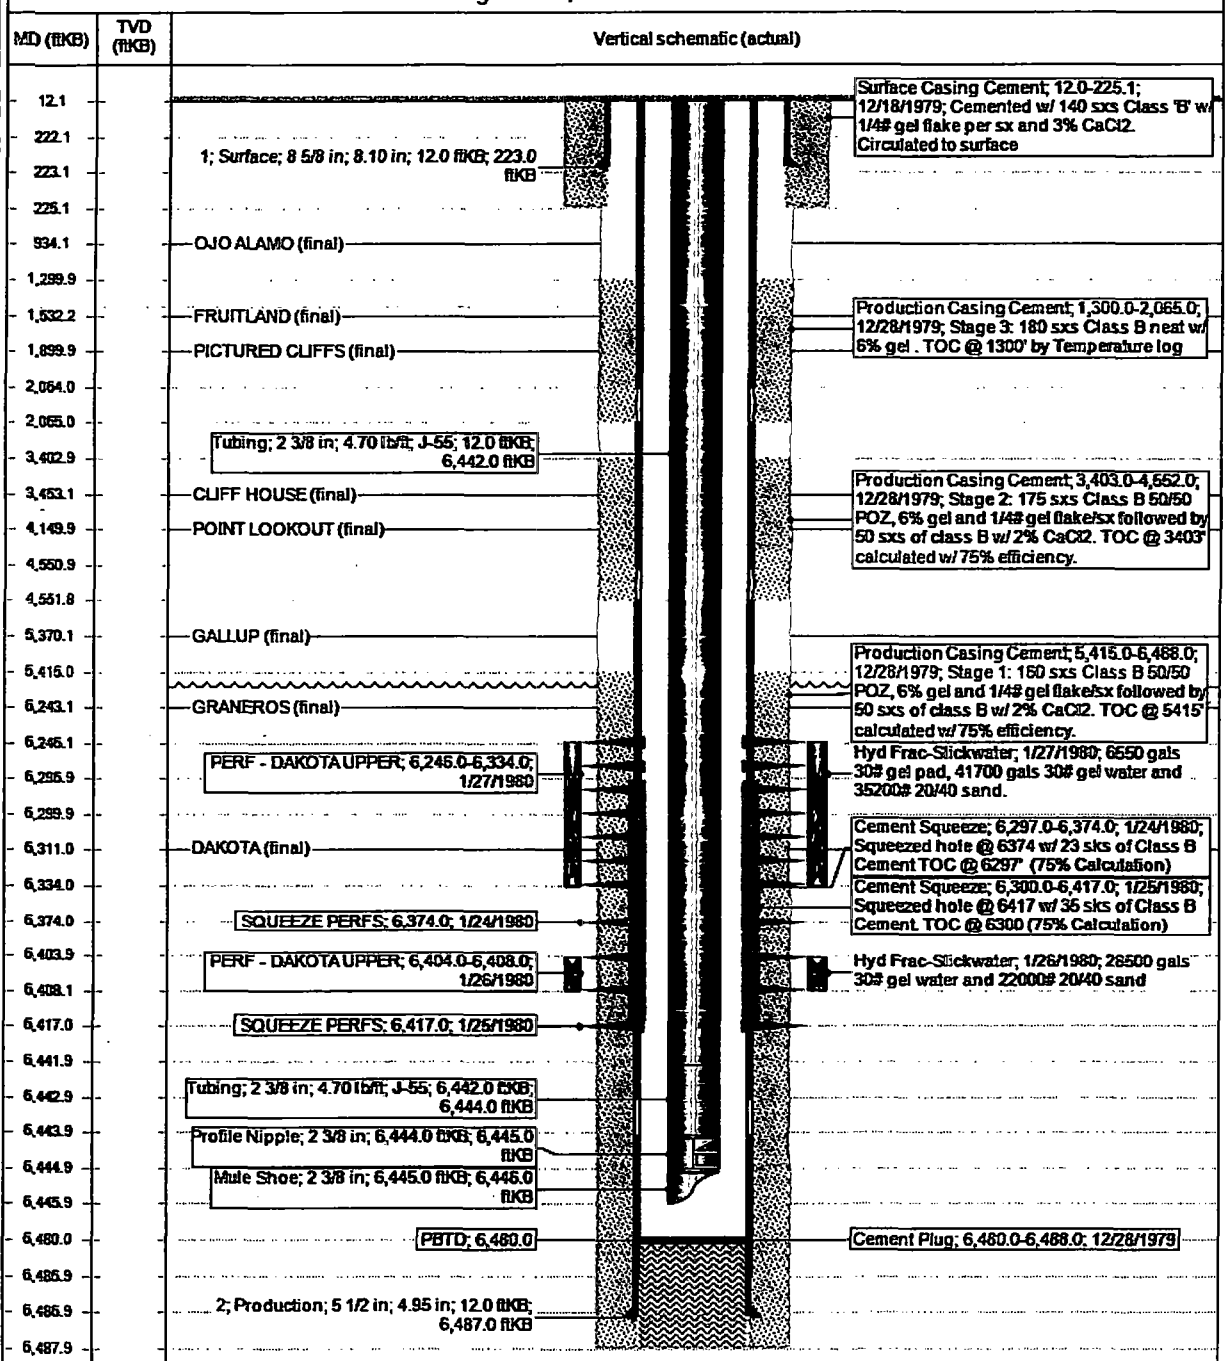 MD (ftKB)
TVD
(ftKB)
Vertical schematic (actual)
12.1
222.1
223.1
225.1
934.1
1,299.9
1,532.2
1,899.9
2,064.0
2,065.0
3,402.9
3,453.1
4,149.9
4,550.9
4,551.8
5,370.1
5,415.0
6,243.1
6,246.1
6,296.9
6,299.9
6,311.0
6,334.0
6,374.0
6,403.9
6,408.1
6,417.0
6,441.9
6,442.9
6,443.9
6,444.9
6,445.9
6,480.0
6,485.9
6,486.9
6,487.9
1; Surface; 8 5/8 in; 8.10 in; 12.0 ftKB; 223.0
ftKB
OJO ALAMO (final)
FRUITLAND (final)
PICTURED CLIFFS (final)
Tubing; 2 3/8 in; 4.70 lb/ft; J-55; 12.0 ftKB;
6,442.0 ftKB
CLIFF HOUSE (final)
POINT LOOKOUT (final)
GALLUP (final)
GRANEROS (final)
PERF - DAKOTA UPPER; 6,246.0-6,334.0;
1/27/1980
DAKOTA (final)
SQUEEZE PERFS; 6,374.0; 1/24/1980
PERF - DAKOTA UPPER; 6,404.0-6,408.0;
1/26/1980
SQUEEZE PERFS; 6,417.0; 1/25/1980
Tubing; 2 3/8 in; 4.70 lb/ft; J-55; 6,442.0 ftKB;
6,444.0 ftKB
Profile Nipple; 2 3/8 in; 6,444.0 ftKB; 6,445.0
ftKB
Mule Shoe; 2 3/8 in; 6,445.0 ftKB; 6,446.0
ftKB
PBTD; 6,480.0
2; Production; 5 1/2 in; 4.95 in; 12.0 ftKB;
6,487.0 ftKB
Surface Casing Cement; 12.0-225.1;
12/18/1979; Cemented w/ 140 sxs Class 'B' w/
1/4# gel flake per sx and 3% CaCl2.
Circulated to surface
Production Casing Cement; 1,300.0-2,065.0;
12/28/1979; Stage 3: 180 sxs Class B neat w/
6% gel . TOC @ 1300' by Temperature log
Production Casing Cement; 3,403.0-4,552.0;
12/28/1979; Stage 2: 175 sxs Class B 50/50
POZ, 6% gel and 1/4# gel flake/sx followed by
50 sxs of class B w/ 2% CaCl2. TOC @ 3403'
calculated w/ 75% efficiency.
Production Casing Cement; 5,415.0-6,488.0;
12/28/1979; Stage 1: 160 sxs Class B 50/50
POZ, 6% gel and 1/4# gel flake/sx followed by
50 sxs of class B w/ 2% CaCl2. TOC @ 5415'
calculated w/ 75% efficiency.
Hyd Frac-Slickwater; 1/27/1980; 6550 gals
30# gel pad, 41700 gals 30# gel water and
35200# 20/40 sand.
Cement Squeeze; 6,297.0-6,374.0; 1/24/1980;
Squeezed hole @ 6374 w/ 23 sks of Class B
Cement TOC @ 6297' (75% Calculation)
Cement Squeeze; 6,300.0-6,417.0; 1/25/1980;
Squeezed hole @ 6417 w/ 35 sks of Class B
Cement. TOC @ 6300 (75% Calculation)
Hyd Frac-Slickwater; 1/26/1980; 28500 gals
30# gel water and 22000# 20/40 sand
Cement Plug; 6,480.0-6,488.0; 12/28/1979